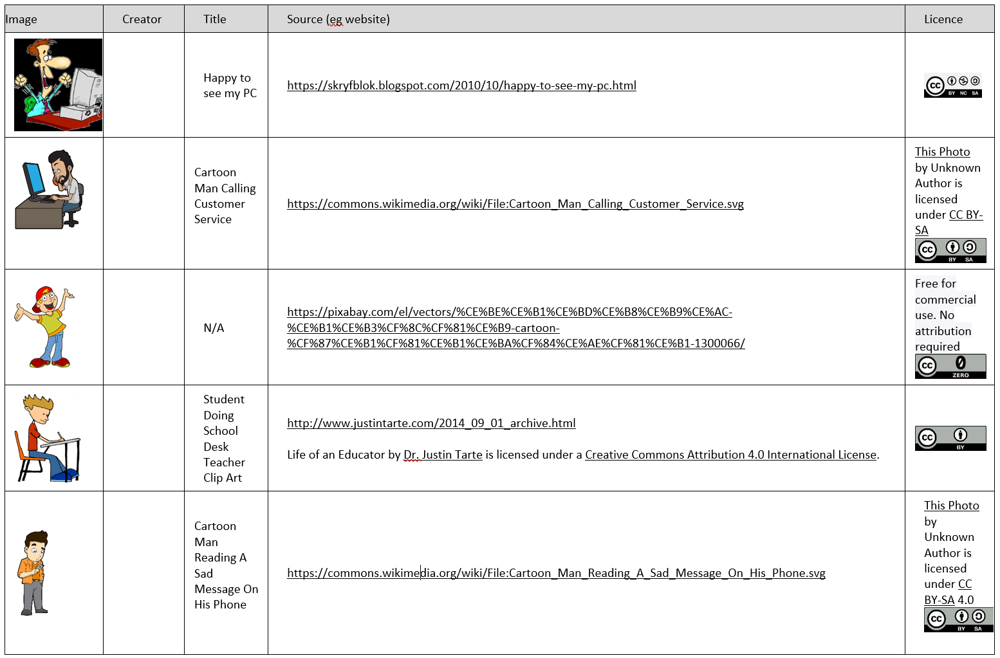 Image
Creator
Title
Source (eg website)
Licence
Happy to
see my PC
https://skryfblok.blogspot.com/2010/10/happy-to-see-my-pc.html
cc
BY NC SA
Cartoon
Man Calling
Customer
Service
https://commons.wikimedia.org/wiki/File:Cartoon_Man_Calling_Customer_Service.svg
This Photo
by Unknown
Author is
licensed
under CC BY-
SA
cc
BY SA
N/A
https://pixabay.com/el/vectors/%CE%BE%CE%B1%CE%BD%CE%B8%CE%B9%CE%AC-
%CE%B1%CE%B3%CF%8C%CF%81%CE%B9-cartoon-
%CF%87%CE%B1%CF%81%CE%B1%CE%BA%CF%84%CE%AE%CF%81%CE%B1-1300066/
Free for
commercial
use. No
attribution
required
cc 0
ZERO
Student
Doing
School
Desk
Teacher
Clip Art
http://www.justintarte.com/2014_09_01_archive.html
Life of an Educator by Dr. Justin Tarte is licensed under a Creative Commons Attribution 4.0 International License.
cc
BY
Cartoon
Man
Reading A
Sad
Message On
His Phone
https://commons.wikimedia.org/wiki/File:Cartoon_Man_Reading_A_Sad_Message_On_His_Phone.svg
This Photo
by
Unknown
Author is
licensed
under CC
BY-SA 4.0
cc
BY SA